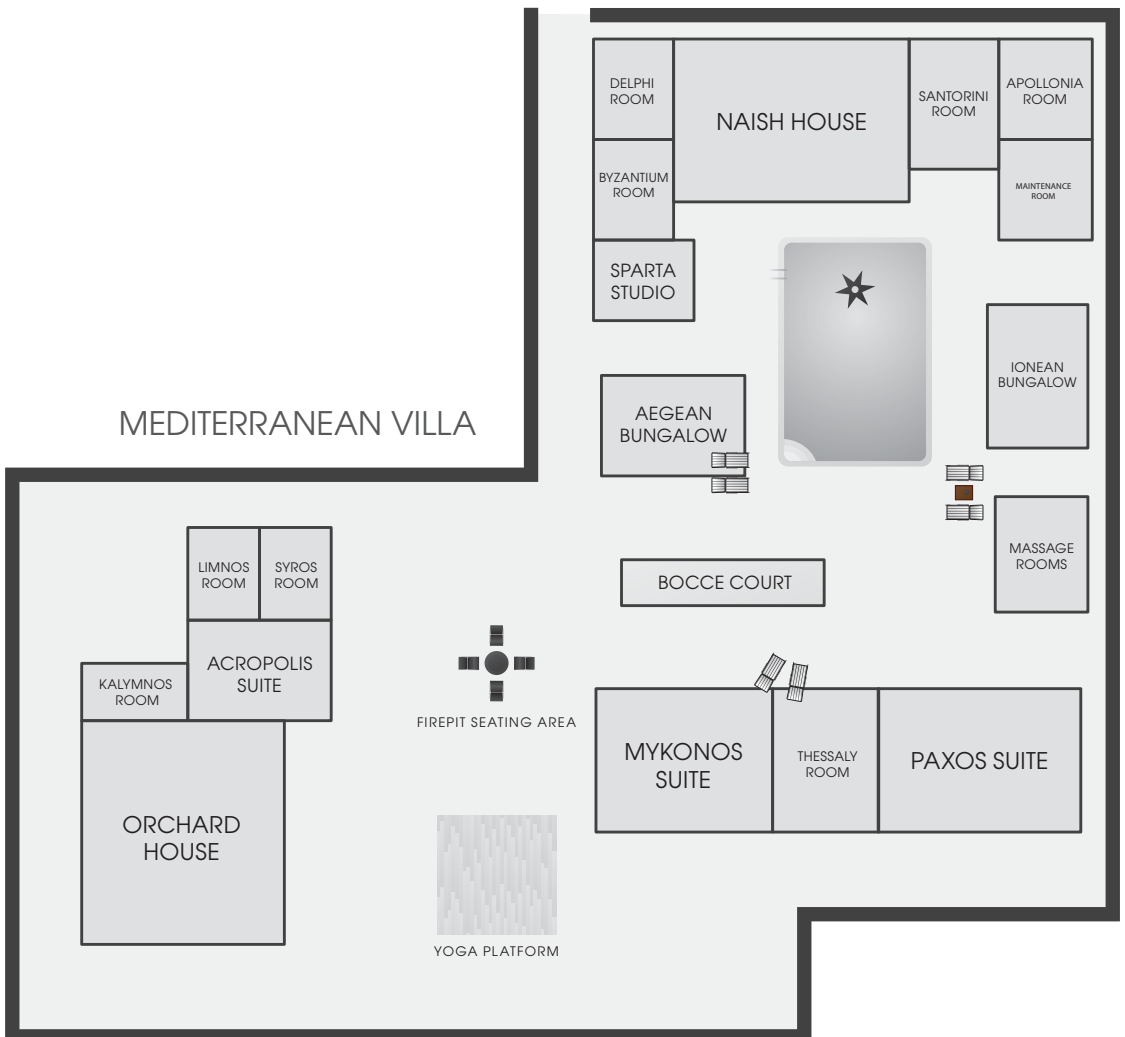 DELPHI
ROOM
NAISH HOUSE
SANTORINI
ROOM
APOLLONIA
ROOM
BYZANTIUM
ROOM
MAINTENANCE
ROOM
SPARTA
STUDIO
IONEAN
BUNGALOW
MEDITERRANEAN VILLA
AEGEAN
BUNGALOW
LIMNOS
ROOM
SYROS
ROOM
BOCCE COURT
MASSAGE
ROOMS
ACROPOLIS
SUITE
KALYMNOS
ROOM
FIREPIT SEATING AREA
MYKONOS
SUITE
THESSALY
ROOM
PAXOS SUITE
ORCHARD
HOUSE
YOGA PLATFORM